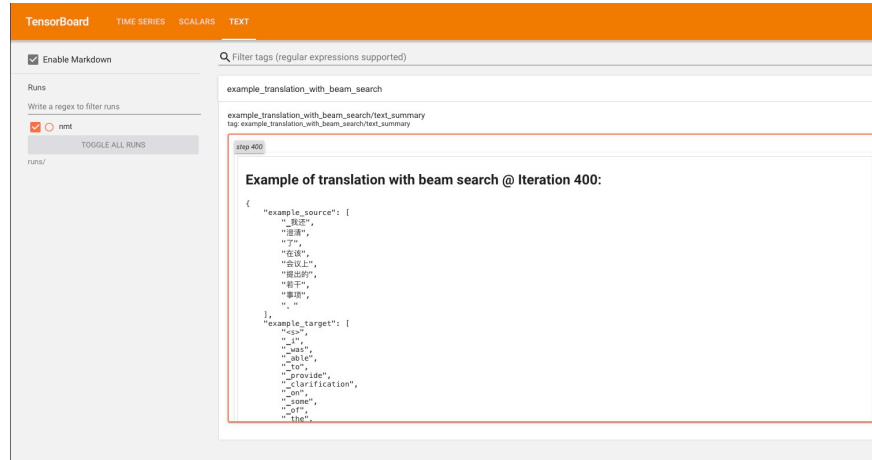 TensorBoard TIME SERIES SCALARS TEXT
Enable Markdown
Runs
Write a regex to filter runs
nmt
TOGGLE ALL RUNS
runs/
Filter tags (regular expressions supported)
example_translation_with_beam_search
example_translation_with_beam_search/text_summary
tag: example_translation_with_beam_search/text_summary
step 400
Example of translation with beam search @ Iteration 400:
{
"example_source": [
"_我还",
"澄清",
"了",
"在该",
"会议上",
"提出的",
"若干",
"事项",
"。"
],
"example_target": [
"<s>",
"_i",
"_was",
"_able",
"_to",
"_provide",
"_clarification",
"_on",
"_some",
"_of",
"_the",